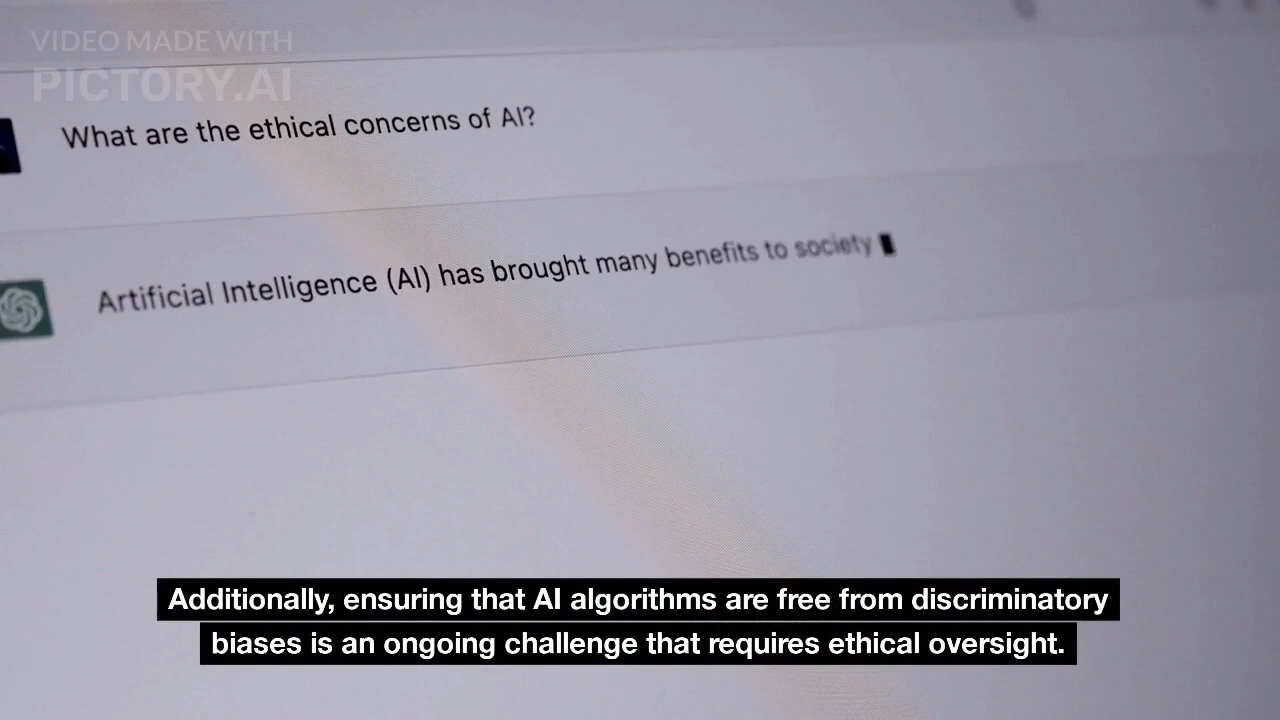 VIDEO MADE WITH
PICTORY.AI
What are the ethical concerns of AI?
Artificial Intelligence (AI) has brought many benefits to society
Additionally, ensuring that AI algorithms are free from discriminatory
biases is an ongoing challenge that requires ethical oversight.